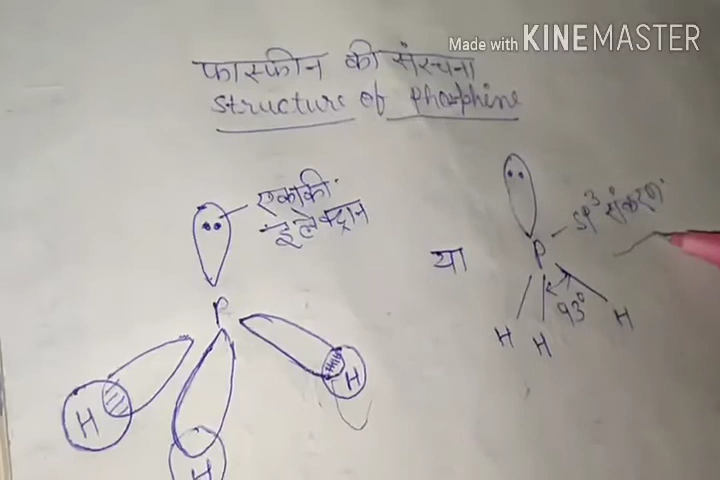 Made with KINEMASTER
फास्फीन की संरचना
structure of Phosphine
एकाकी
इलेक्ट्रान
P
H
H
H
या
P
sp³ संकरण
93°
H
H
H